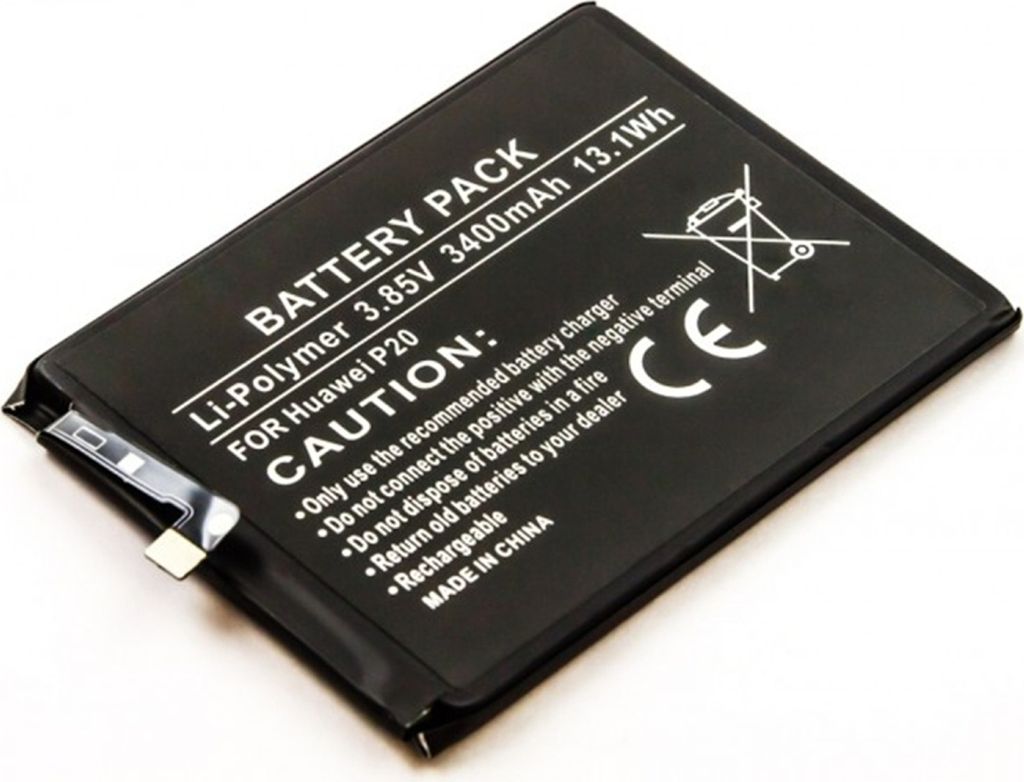 BATTERY PACK
Li-Polymer 3.85V 3400mAh 13.1Wh
FOR Huawei P20
CAUTION:
• Only use the recommended battery charger
• Do not connect the positive with the negative terminal
• Do not dispose of batteries in a fire
• Return old batteries to your dealer
• Rechargeable
MADE IN CHINA
CE